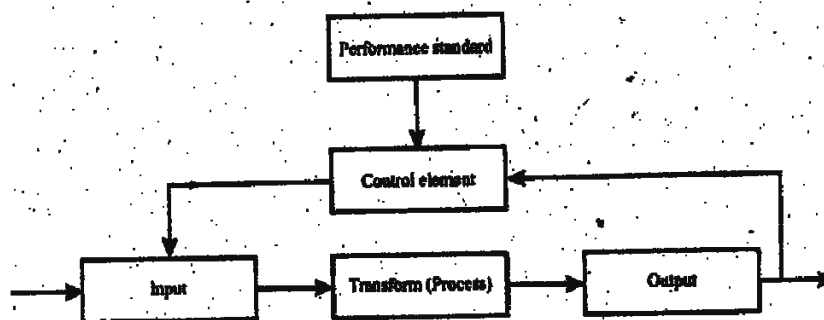 Performance standard
Control element
Input
Transform (Process)
Output